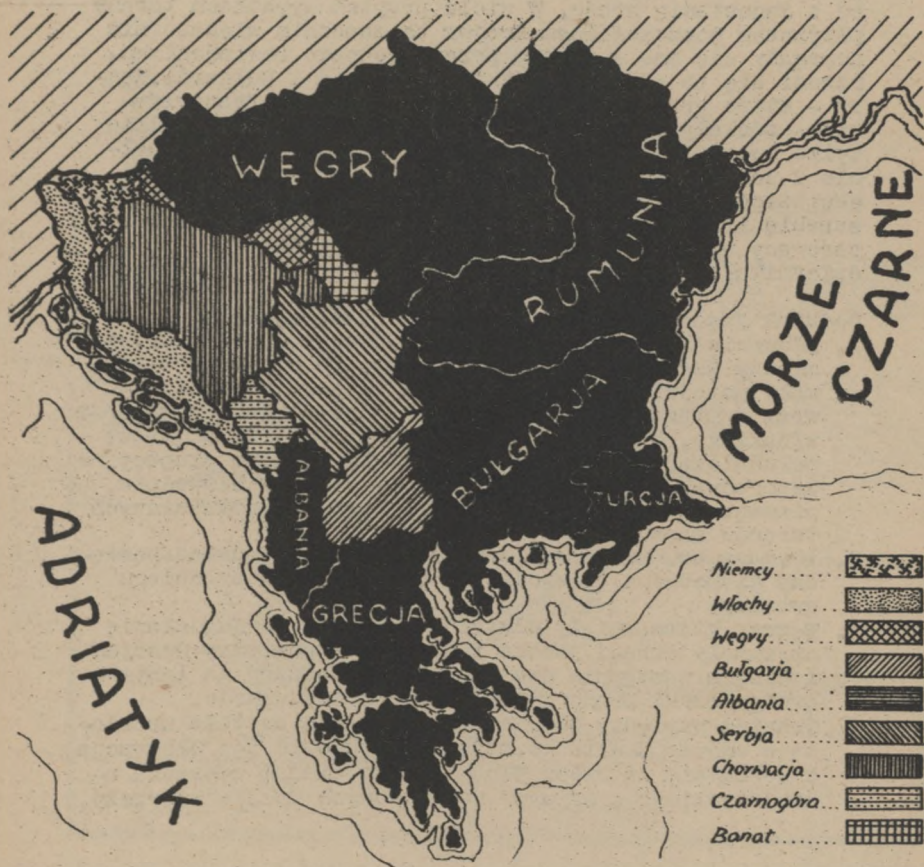 WĘGRY
RUMUNIA
MORZE
CZARNE
BUŁGARJA
TURCJA
ALBANIA
GRECJA
ADRIATYK
Niemcy
Włochy
Węgry
Bułgarja
Albania
Serbja
Chorwacja
Czarnogóra
Banat